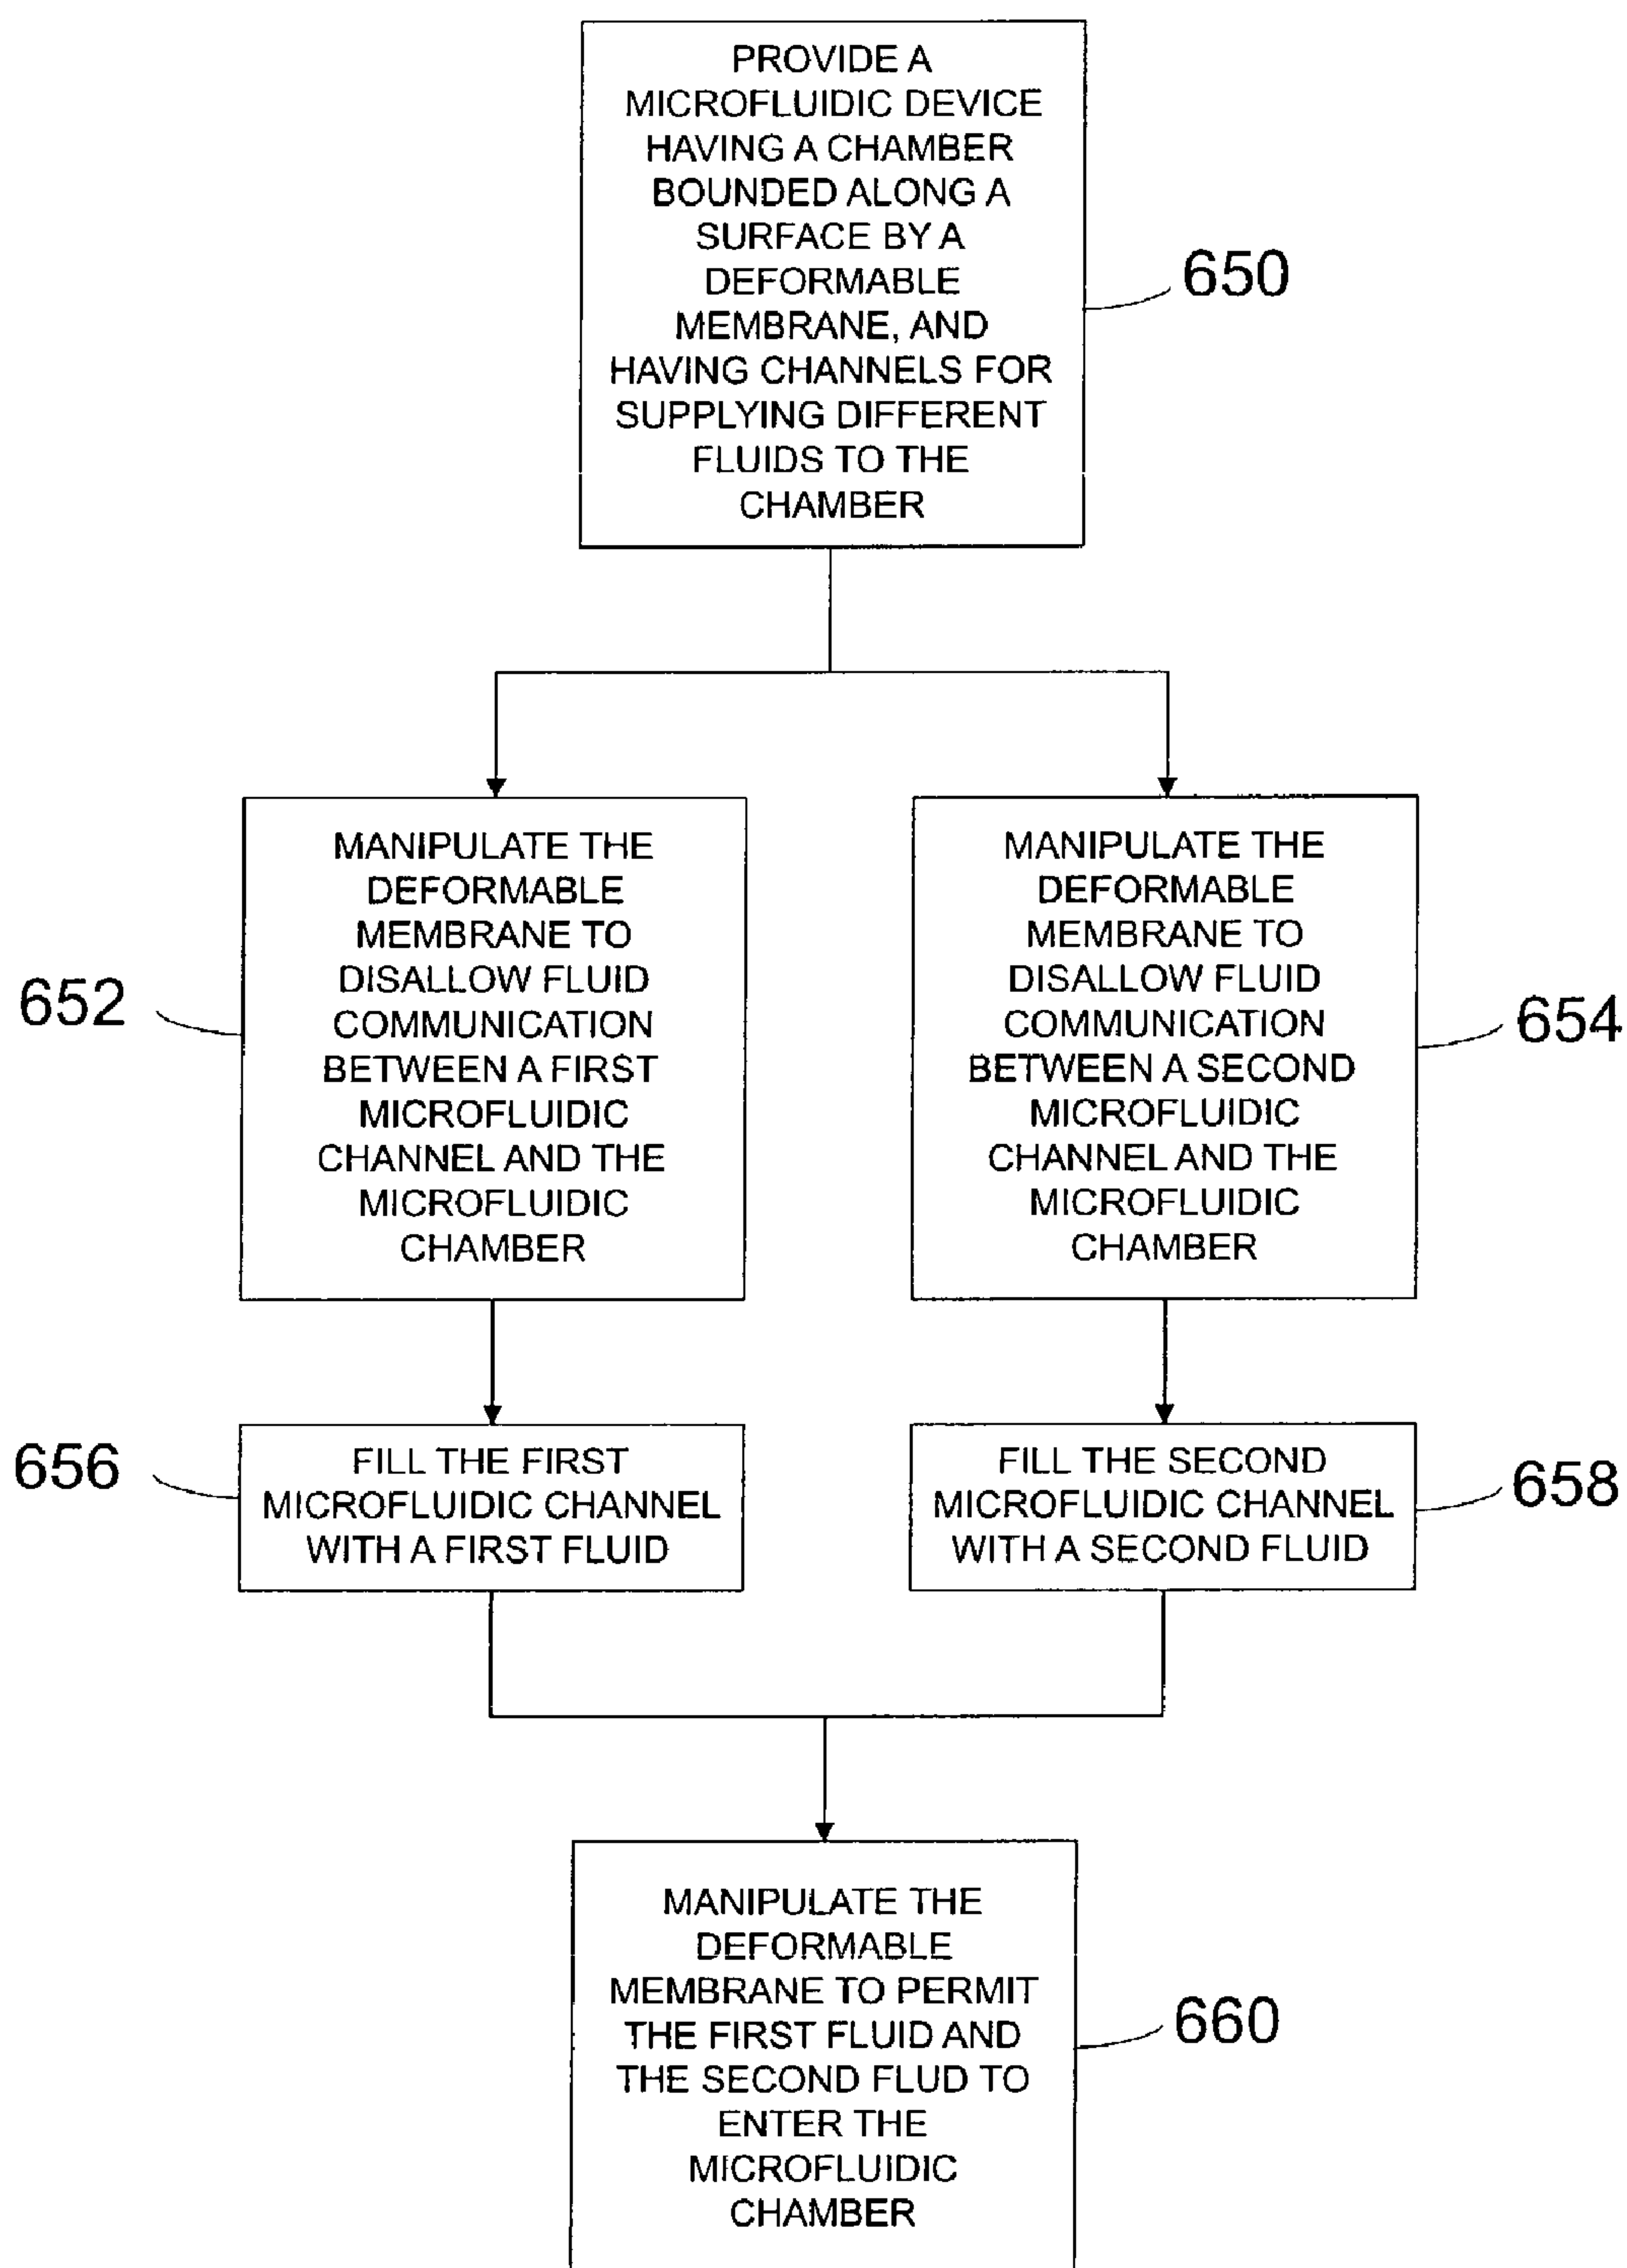 PROVIDE A
MICROFLUIDIC DEVICE
HAVING A CHAMBER
BOUNDED ALONG A
SURFACE BY A
DEFORMABLE
MEMBRANE, AND
HAVING CHANNELS FOR
SUPPLYING DIFFERENT
FLUIDS TO THE
CHAMBER
650
MANIPULATE THE
DEFORMABLE
MEMBRANE TO
DISALLOW FLUID
COMMUNICATION
BETWEEN A FIRST
MICROFLUIDIC
CHANNEL AND THE
MICROFLUIDIC
CHAMBER
652
MANIPULATE THE
DEFORMABLE
MEMBRANE TO
DISALLOW FLUID
COMMUNICATION
BETWEEN A SECOND
MICROFLUIDIC
CHANNEL AND THE
MICROFLUIDIC
CHAMBER
654
656
FILL THE FIRST
MICROFLUIDIC CHANNEL
WITH A FIRST FLUID
FILL THE SECOND
MICROFLUIDIC CHANNEL
WITH A SECOND FLUID
658
MANIPULATE THE
DEFORMABLE
MEMBRANE TO PERMIT
THE FIRST FLUID AND
THE SECOND FLUD TO
ENTER THE
MICROFLUIDIC
CHAMBER
660